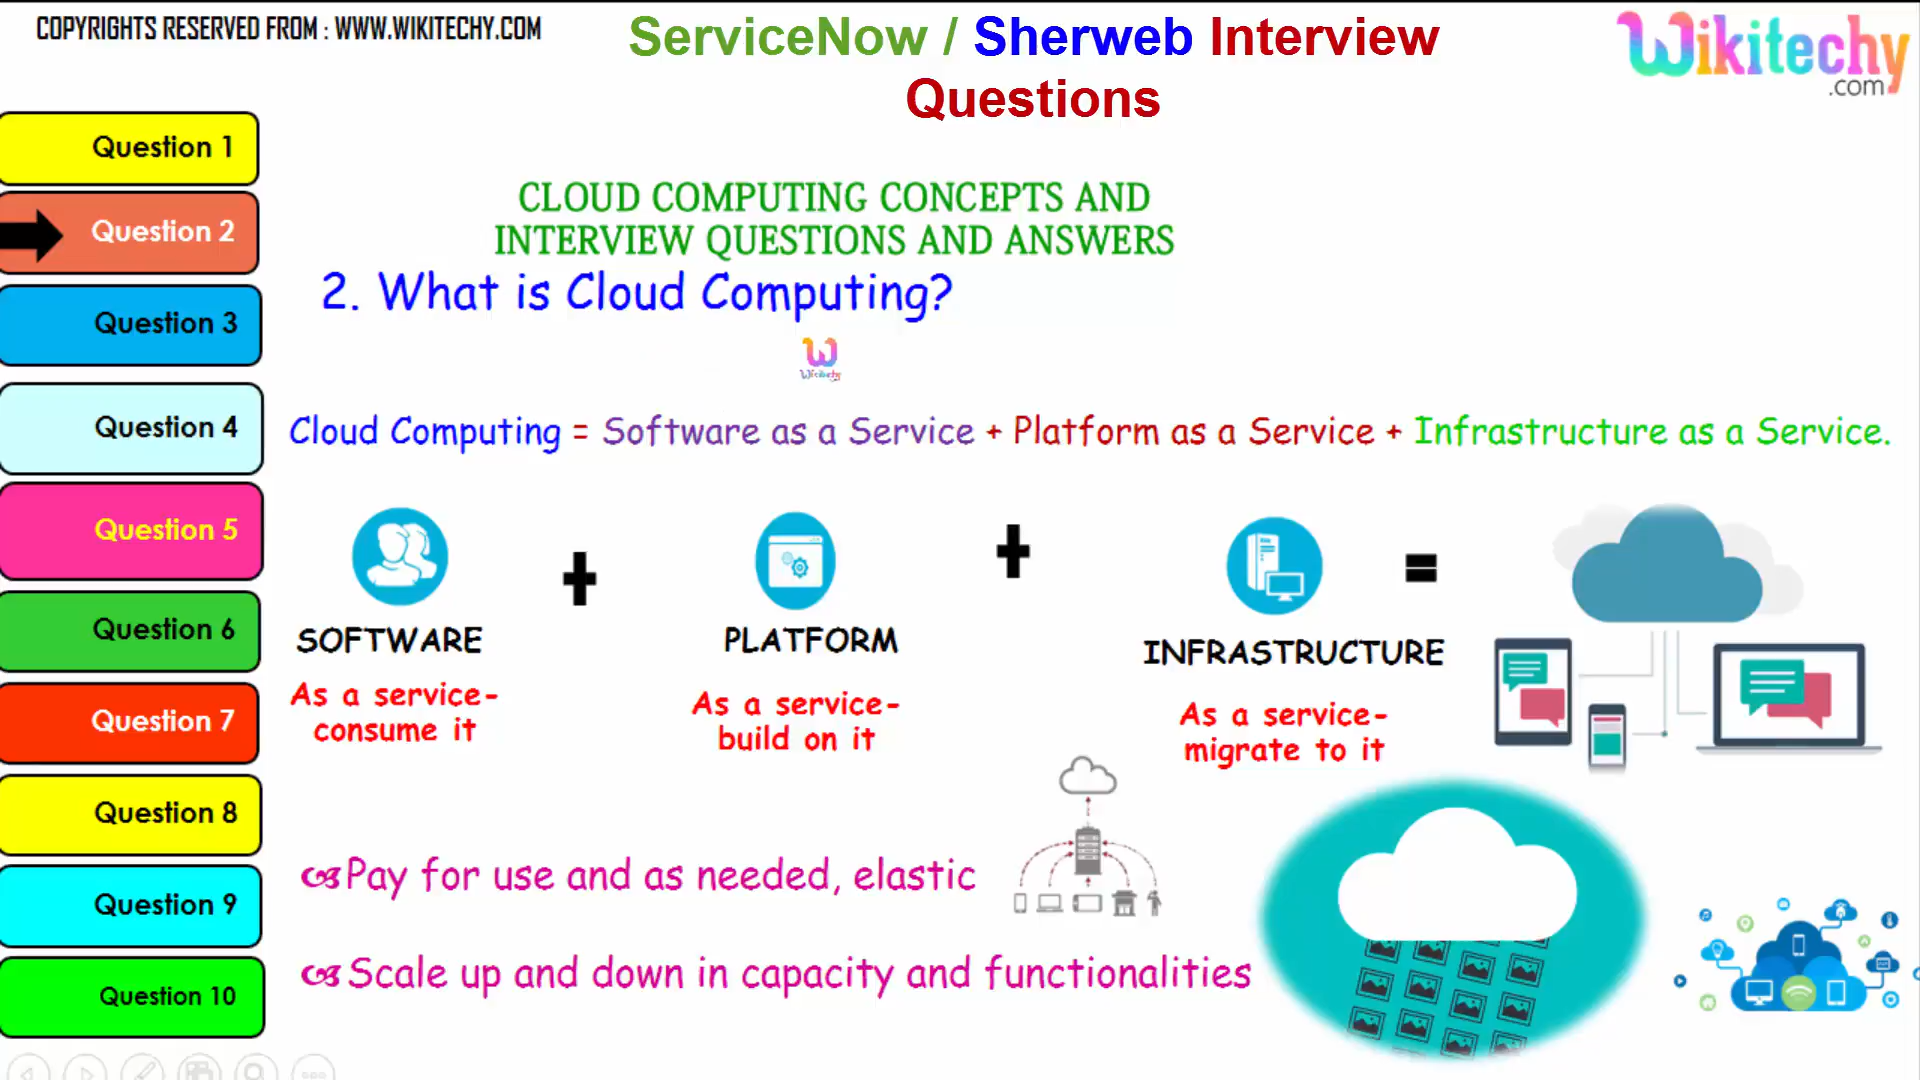 COPYRIGHTS RESERVED FROM : WWW.WIKITECHY.COM
ServiceNow / Sherweb Interview
Questions
Wikitechy
.com
Question 1
Question 2
Question 3
Question 4
Question 5
Question 6
Question 7
Question 8
Question 9
Question 10
CLOUD COMPUTING CONCEPTS AND
INTERVIEW QUESTIONS AND ANSWERS
2. What is Cloud Computing?
Wikitechy
Cloud Computing = Software as a Service + Platform as a Service + Infrastructure as a Service.
SOFTWARE
As a service-
consume it
PLATFORM
As a service-
build on it
INFRASTRUCTURE
As a service-
migrate to it
Pay for use and as needed, elastic
Scale up and down in capacity and functionalities